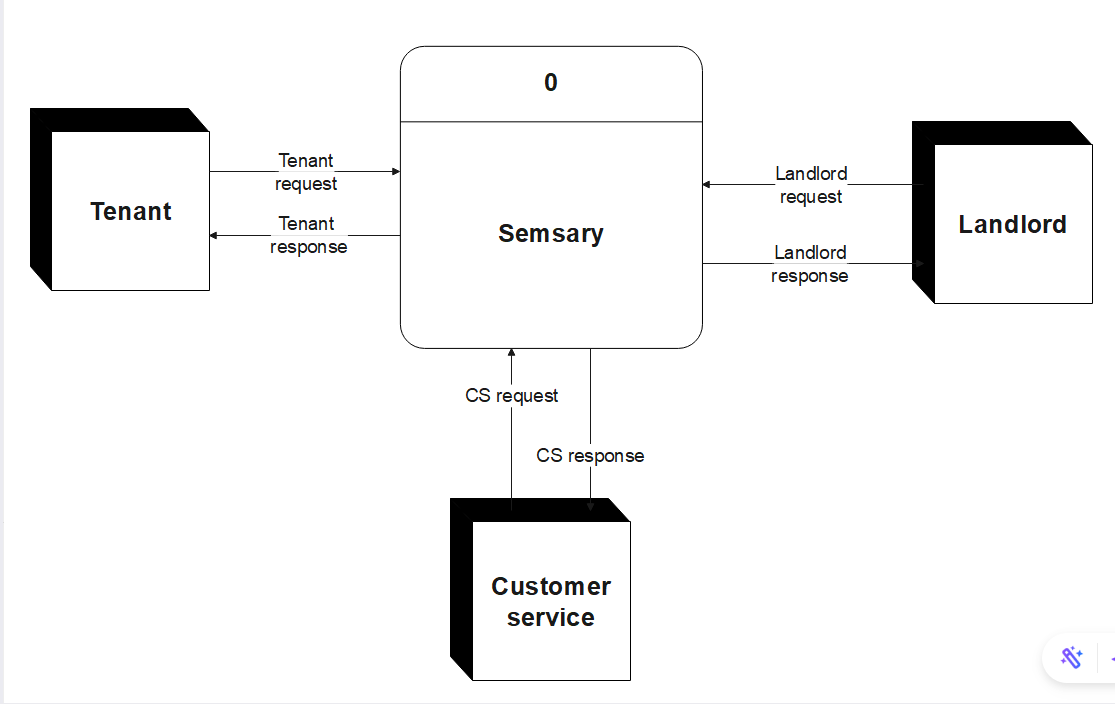 0
Semsary
Tenant
Tenant
request
Tenant
response
Landlord
request
Landlord
response
Landlord
CS request
CS response
Customer
service